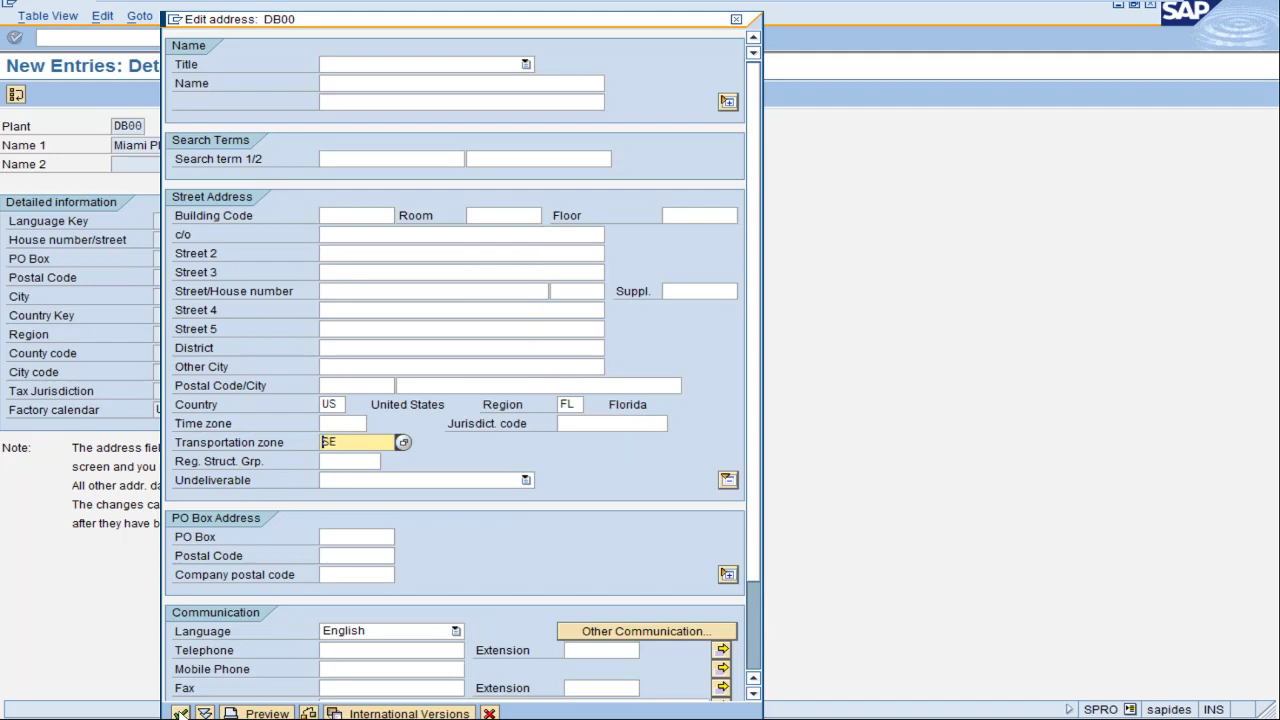 Table View Edit Goto
SAP
New Entries: Det
Plant DB00
Name 1 Miami Pl
Name 2
Detailed information
Language Key
House number/street
PO Box
Postal Code
City
Country Key
Region
County code
City code
Tax Jurisdiction
Factory calendar
Note: The address field
screen and you
All other addr. da
The changes ca
after they have b
Edit address: DB00
Name
Title
Name
Search Terms
Search term 1/2
Street Address
Building Code Room Floor
c/o
Street 2
Street 3
Street/House number Suppl.
Street 4
Street 5
District
Other City
Postal Code/City
Country US United States Region FL Florida
Time zone Jurisdict. code
Transportation zone SE
Reg. Struct. Grp.
Undeliverable
PO Box Address
PO Box
Postal Code
Company postal code
Communication
Language English Other Communication...
Telephone Extension
Mobile Phone
Fax Extension
Preview International Versions
SPRO sapides INS